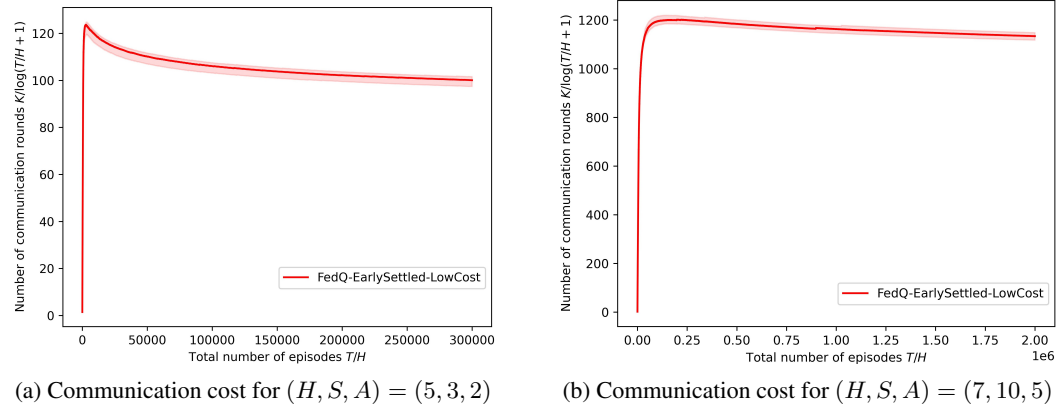 120
100
80
60
40
20
0
Number of communication rounds K/log(T/H + 1)
FedQ-EarlySettled-LowCost
0 50000 100000 150000 200000 250000 300000
Total number of episodes T/H
(a) Communication cost for (H, S, A) = (5, 3, 2)
1200
1000
800
600
400
200
0
Number of communication rounds K/log(T/H + 1)
FedQ-EarlySettled-LowCost
0.00 0.25 0.50 0.75 1.00 1.25 1.50 1.75 2.00
1e6
Total number of episodes T/H
(b) Communication cost for (H, S, A) = (7, 10, 5)